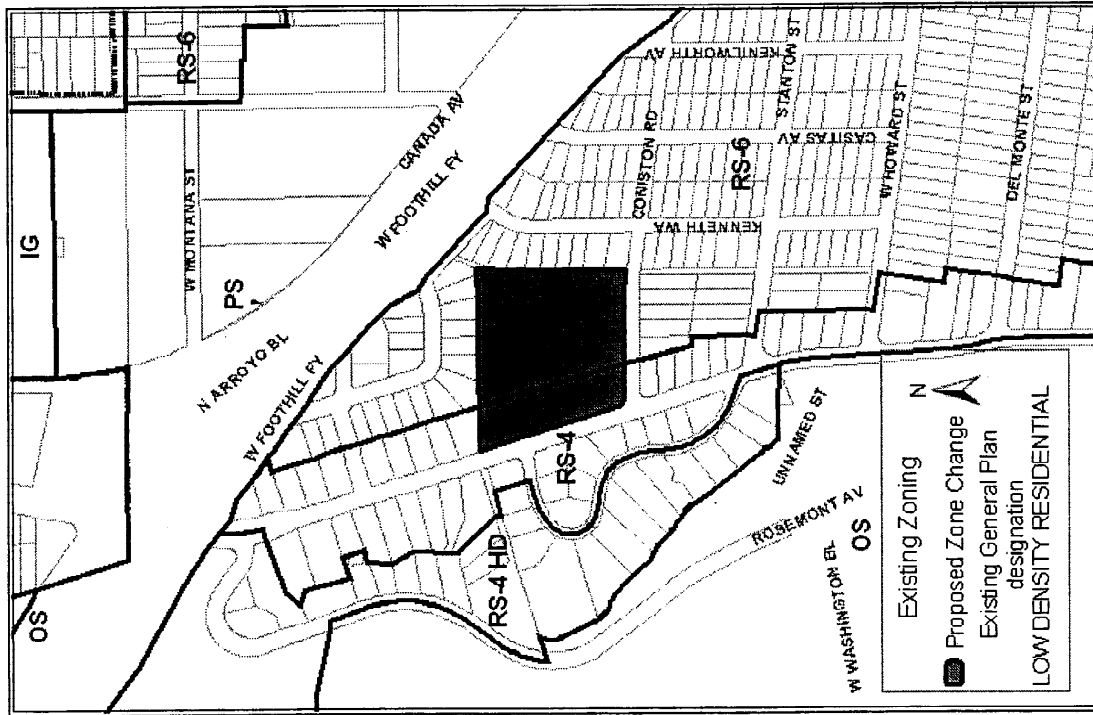 OS
IG
RS-6
W MONTANA ST
PS
N ARROYO BL
CANADA AV
W FOOTHILL FY
W FOOTHILL FY
KENILWORTH AV
STANTON ST
CONISTON RD
CASITAS AV
RS-6
W HOWARD ST
KENNETH WA
DEL MONTE ST
RS-4
RS-4 HD
UNNAMED ST
ROSEMONT AV
W WASHINGTON BL
OS
Existing Zoning
N
Proposed Zone Change
Existing General Plan
designation
LOW DENSITY RESIDENTIAL